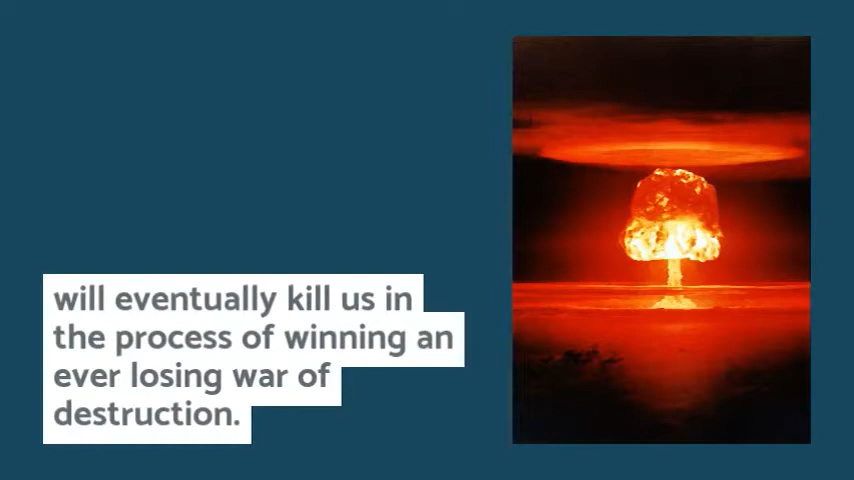 will eventually kill us in
the process of winning an
ever losing war of
destruction.